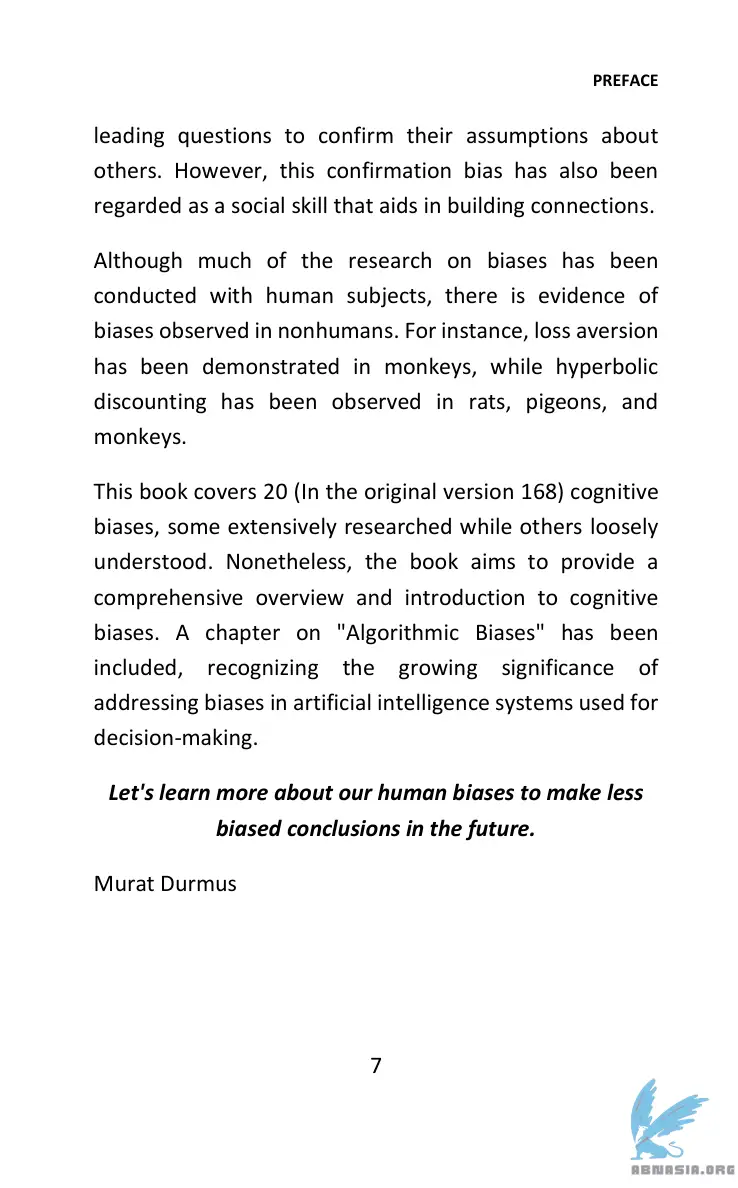 PREFACE
leading questions to confirm their assumptions about
others. However, this confirmation bias has also been
regarded as a social skill that aids in building connections.
Although much of the research on biases has been
conducted with human subjects, there is evidence of
biases observed in nonhumans. For instance, loss aversion
has been demonstrated in monkeys, while hyperbolic
discounting has been observed in rats, pigeons, and
monkeys.
This book covers 20 (In the original version 168) cognitive
biases, some extensively researched while others loosely
understood. Nonetheless, the book aims to provide a
comprehensive overview and introduction to cognitive
biases. A chapter on "Algorithmic Biases" has been
included, recognizing the growing significance of
addressing biases in artificial intelligence systems used for
decision-making.
Let's learn more about our human biases to make less
biased conclusions in the future.
Murat Durmus
7
ABNASIA.ORG